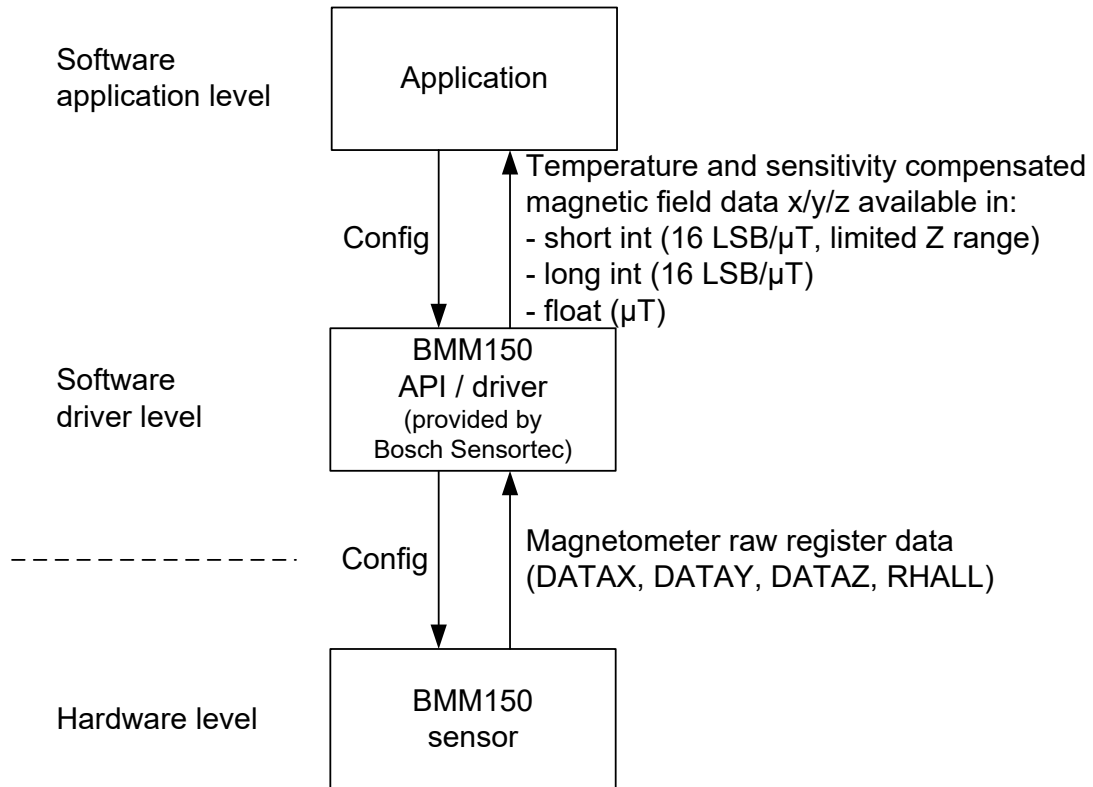 Software
application level
Application
Temperature and sensitivity compensated
magnetic field data x/y/z available in:
- short int (16 LSB/µT, limited Z range)
- long int (16 LSB/µT)
- float (µT)
Config
Software
driver level
BMM150
API / driver
(provided by
Bosch Sensortec)
Config
Magnetometer raw register data
(DATAX, DATAY, DATAZ, RHALL)
Hardware level
BMM150
sensor